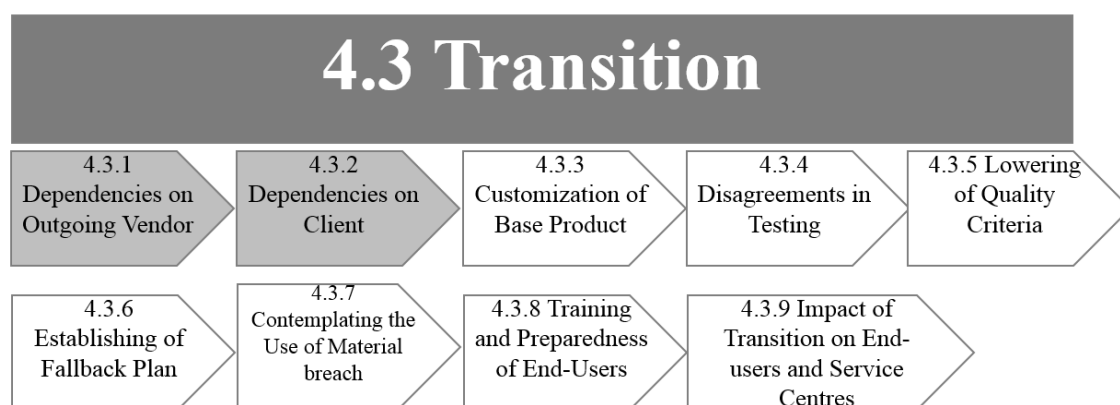 4.3 Transition
4.3.1
Dependencies on
Outgoing Vendor
4.3.2
Dependencies on
Client
4.3.3
Customization of
Base Product
4.3.4
Disagreements in
Testing
4.3.5 Lowering
of Quality
Criteria
4.3.6
Establishing of
Fallback Plan
4.3.7
Contemplating the
Use of Material
breach
4.3.8 Training
and Preparedness
of End-Users
4.3.9 Impact of
Transition on End-
users and Service
Centres